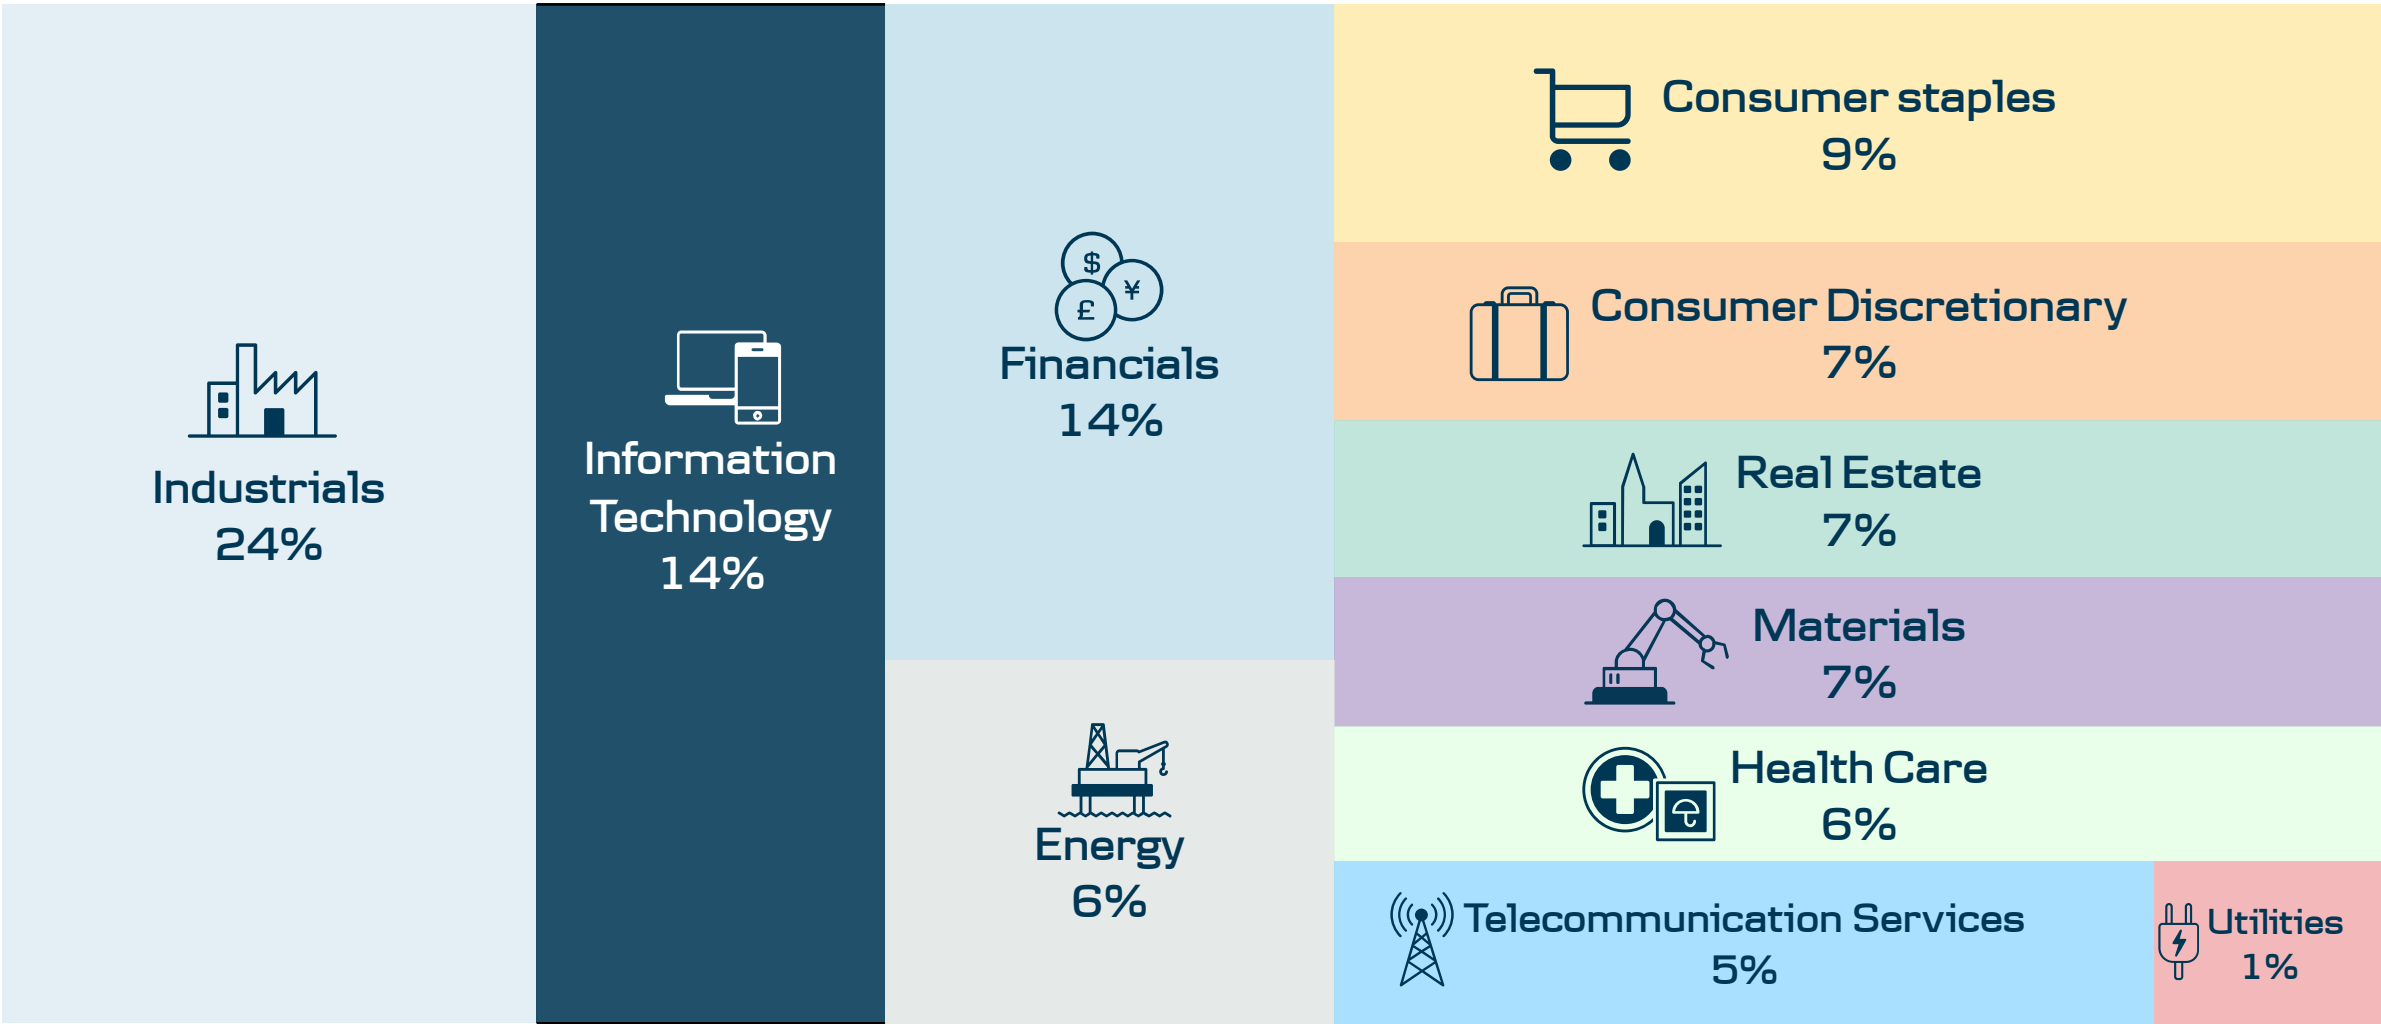 Industrials
24%
Information
Technology
14%
$
¥
£
Financials
14%
Energy
6%
Consumer staples
9%
Consumer Discretionary
7%
Real Estate
7%
Materials
7%
Health Care
6%
Telecommunication Services
5%
Utilities
1%